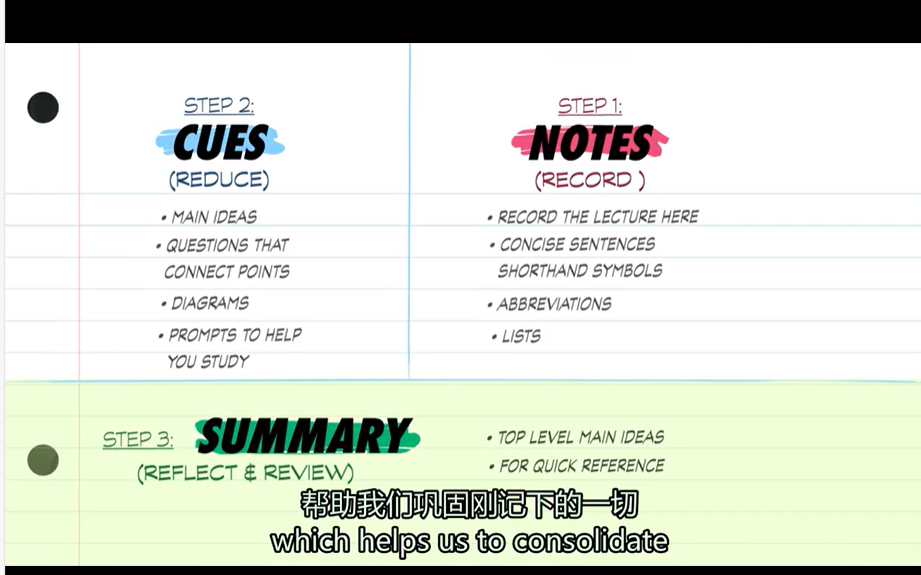 STEP 2:
CUES
(REDUCE)
• MAIN IDEAS
• QUESTIONS THAT
CONNECT POINTS
• DIAGRAMS
• PROMPTS TO HELP
YOU STUDY
STEP 1:
NOTES
(RECORD )
• RECORD THE LECTURE HERE
• CONCISE SENTENCES
SHORTHAND SYMBOLS
• ABBREVIATIONS
• LISTS
STEP 3:
SUMMARY
(REFLECT & REVIEW)
• TOP LEVEL MAIN IDEAS
• FOR QUICK REFERENCE
帮助我们巩固刚记下的一切
which helps us to consolidate